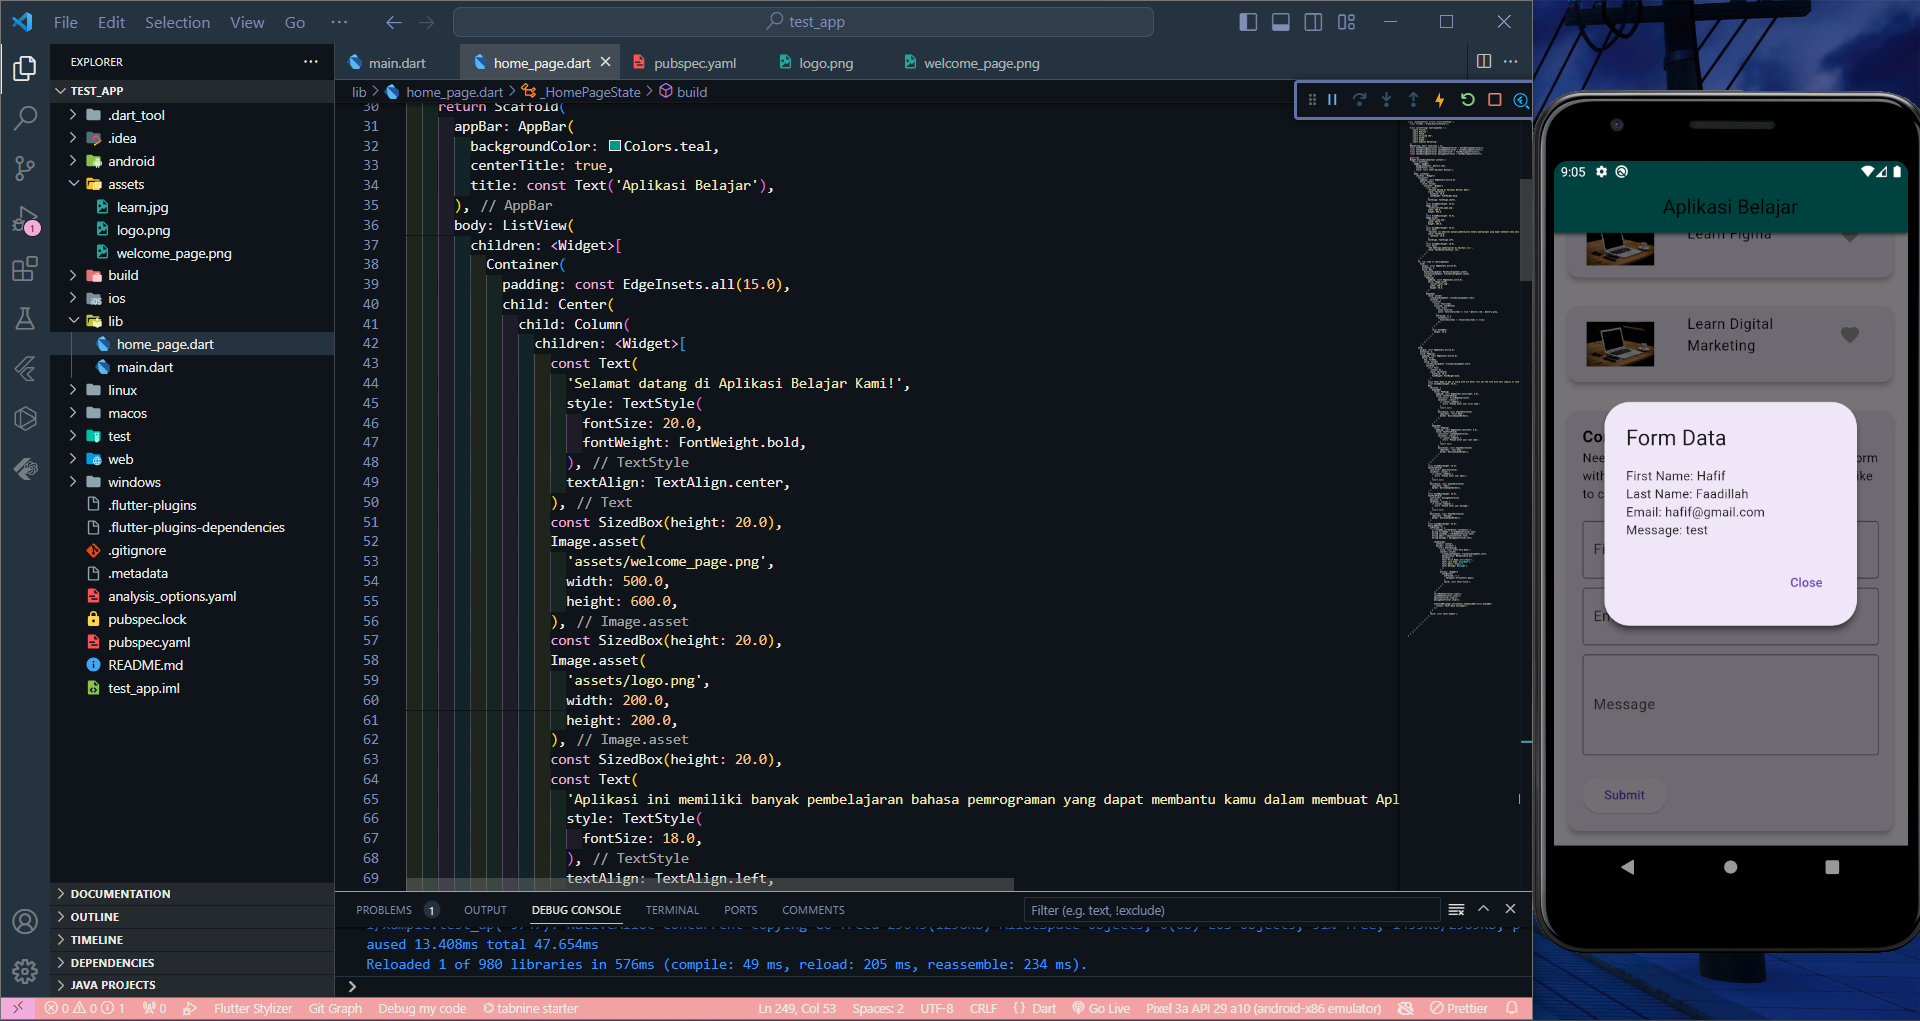 File Edit Selection View Go ··· test_app
EXPLORER ···
TEST_APP
.dart_tool
.idea
android
assets
learn.jpg
logo.png
welcome_page.png
build
ios
lib
home_page.dart
main.dart
linux
macos
test
web
windows
.flutter-plugins
.flutter-plugins-dependencies
.gitignore
.metadata
analysis_options.yaml
pubspec.lock
pubspec.yaml
README.md
test_app.iml
DOCUMENTATION
OUTLINE
TIMELINE
DEPENDENCIES
JAVA PROJECTS
main.dart home_page.dart pubspec.yaml logo.png welcome_page.png
lib > home_page.dart > _HomePageState > build
30 return Scaffold(
31 appBar: AppBar(
32 backgroundColor: Colors.teal,
33 centerTitle: true,
34 title: const Text('Aplikasi Belajar'),
35 ), // AppBar
36 body: ListView(
37 children: <Widget>[
38 Container(
39 padding: const EdgeInsets.all(15.0),
40 child: Center(
41 child: Column(
42 children: <Widget>[
43 const Text(
44 'Selamat datang di Aplikasi Belajar Kami!',
45 style: TextStyle(
46 fontSize: 20.0,
47 fontWeight: FontWeight.bold,
48 ), // TextStyle
49 textAlign: TextAlign.center,
50 ), // Text
51 const SizedBox(height: 20.0),
52 Image.asset(
53 'assets/welcome_page.png',
54 width: 500.0,
55 height: 600.0,
56 ), // Image.asset
57 const SizedBox(height: 20.0),
58 Image.asset(
59 'assets/logo.png',
60 width: 200.0,
61 height: 200.0,
62 ), // Image.asset
63 const SizedBox(height: 20.0),
64 const Text(
65 'Aplikasi ini memiliki banyak pembelajaran bahasa pemrograman yang dapat membantu kamu dalam membuat Apl
66 style: TextStyle(
67 fontSize: 18.0,
68 ), // TextStyle
69 textAlign: TextAlign.left,
PROBLEMS 1 OUTPUT DEBUG CONSOLE TERMINAL PORTS COMMENTS Filter (e.g. text, !exclude)
aused 13.408ms total 47.654ms
Reloaded 1 of 980 libraries in 576ms (compile: 49 ms, reload: 205 ms, reassemble: 234 ms).
0 0 1 0 Flutter Stylizer Git Graph Debug my code tabnine starter Ln 249, Col 53 Spaces: 2 UTF-8 CRLF {} Dart Go Live Pixel 3a API 29 a10 (android-x86 emulator) Prettier
1
9:05
Aplikasi Belajar
Learn Figma
Learn Digital
Marketing
Form Data
First Name: Hafif
Last Name: Faadillah
Email: hafif@gmail.com
Message: test
Close
Message
Submit